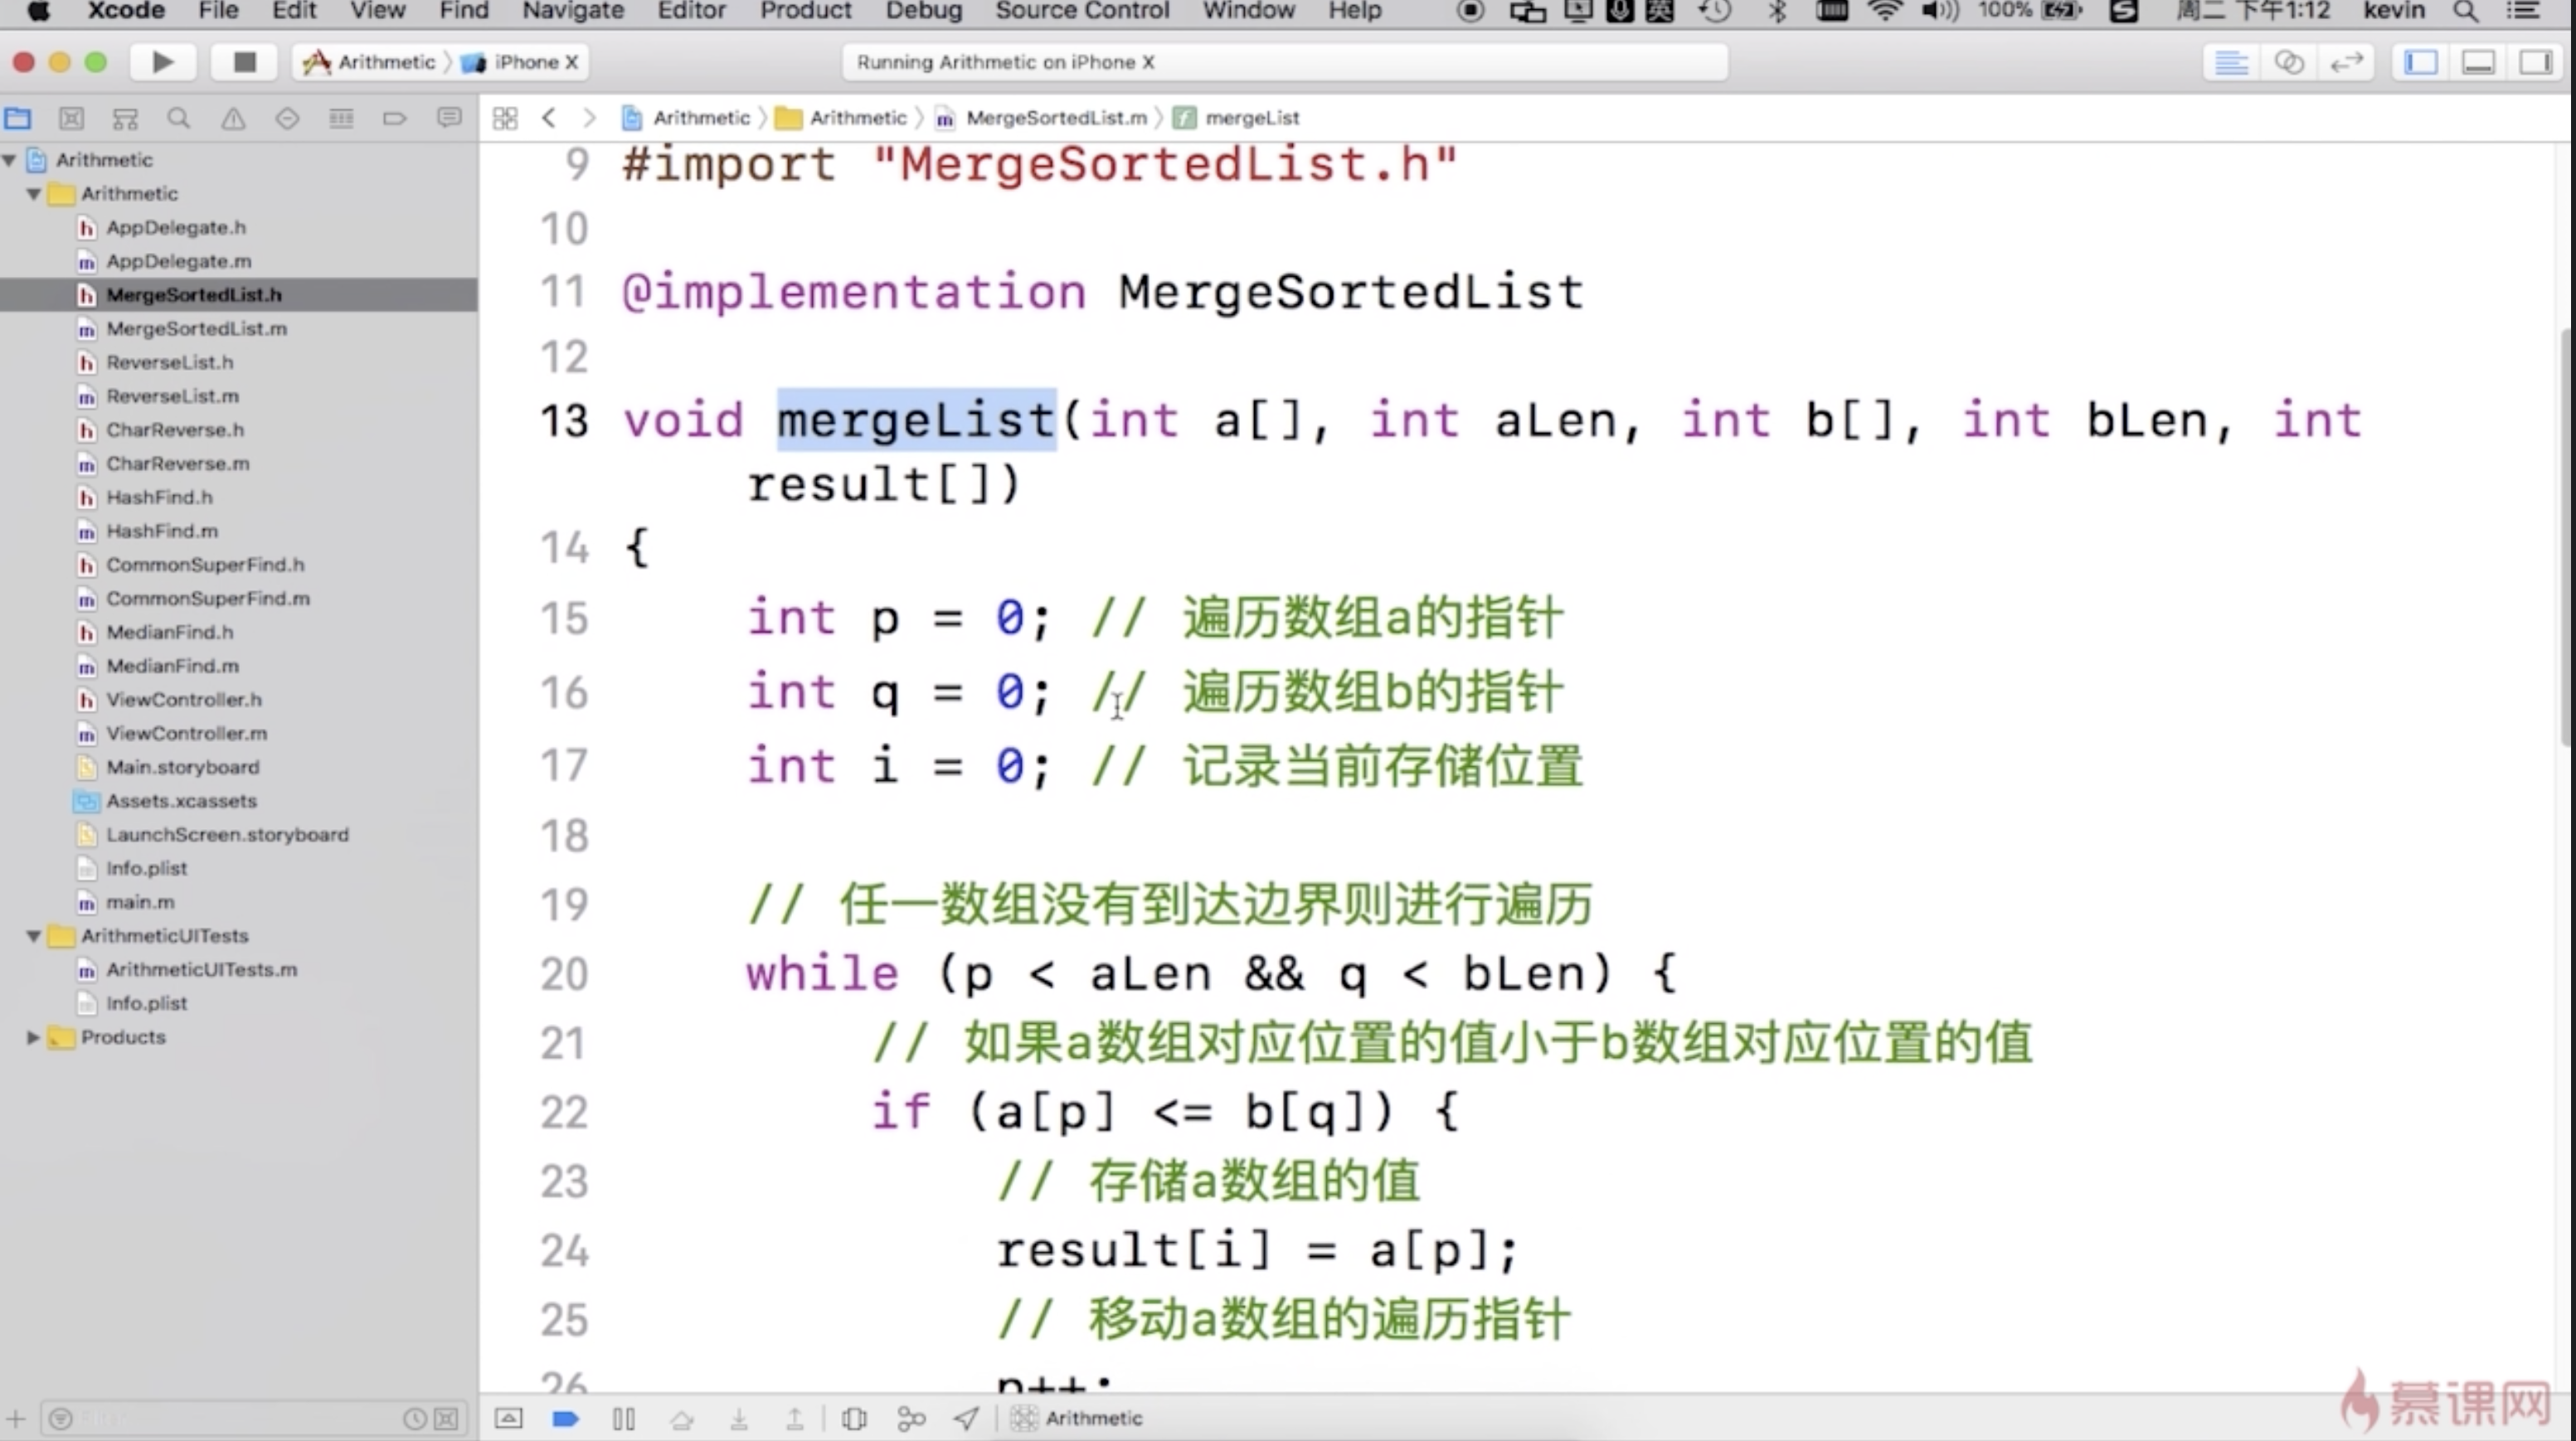 Xcode File Edit View Find Navigate Editor Product Debug Source Control Window Help 英 100% 周二 下午1:12 kevin
Arithmetic iPhone X Running Arithmetic on iPhone X
Arithmetic Arithmetic MergeSortedList.m mergeList
Arithmetic
Arithmetic
AppDelegate.h
AppDelegate.m
MergeSortedList.h
MergeSortedList.m
ReverseList.h
ReverseList.m
CharReverse.h
CharReverse.m
HashFind.h
HashFind.m
CommonSuperFind.h
CommonSuperFind.m
MedianFind.h
MedianFind.m
ViewController.h
ViewController.m
Main.storyboard
Assets.xcassets
LaunchScreen.storyboard
Info.plist
main.m
ArithmeticUITests
ArithmeticUITests.m
Info.plist
Products
9 #import "MergeSortedList.h"
10
11 @implementation MergeSortedList
12
13 void mergeList(int a[], int aLen, int b[], int bLen, int
result[])
14 {
15 int p = 0; // 遍历数组a的指针
16 int q = 0; // 遍历数组b的指针
17 int i = 0; // 记录当前存储位置
18
19 // 任一数组没有到达边界则进行遍历
20 while (p < aLen && q < bLen) {
21 // 如果a数组对应位置的值小于b数组对应位置的值
22 if (a[p] <= b[q]) {
23 // 存储a数组的值
24 result[i] = a[p];
25 // 移动a数组的遍历指针
26 p++;
Arithmetic
慕课网